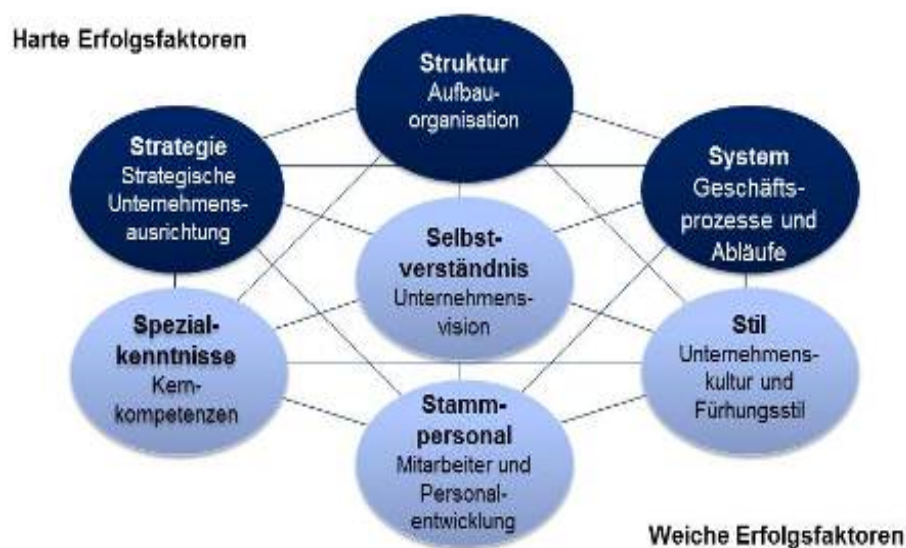 Harte Erfolgsfaktoren
Struktur
Aufbau-
organisation
Strategie
Strategische
Unternehmens-
ausrichtung
System
Geschäfts-
prozesse und
Abläufe
Selbst-
verständnis
Unternehmens-
vision
Spezial-
kenntnisse
Kern-
kompetenzen
Stil
Unternehmens-
kultur und
Fürhungsstil
Stamm-
personal
Mitarbeiter und
Personal-
entwicklung
Weiche Erfolgsfaktoren